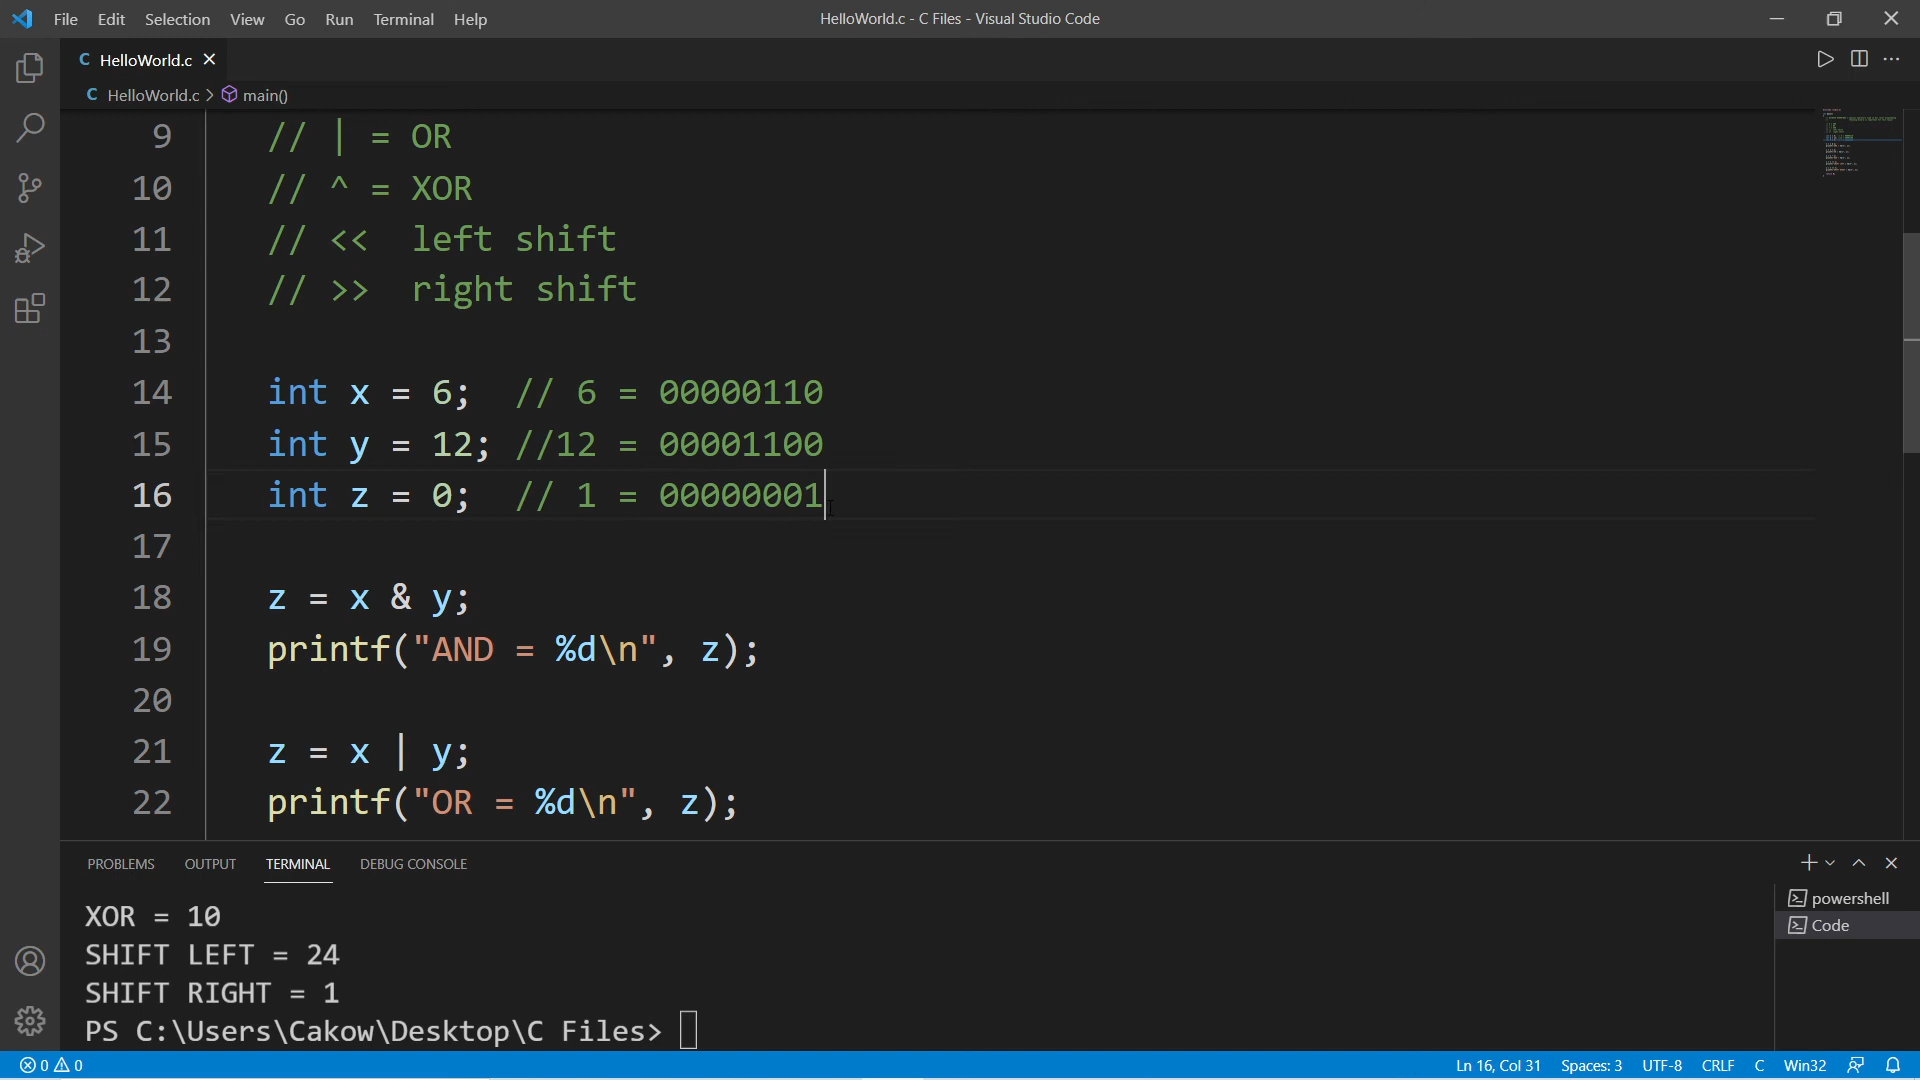 File Edit Selection View Go Run Terminal Help
HelloWorld.c - C Files - Visual Studio Code
C HelloWorld.c
C HelloWorld.c > main()
9 // | = OR
10 // ^ = XOR
11 // << left shift
12 // >> right shift
13
14 int x = 6; // 6 = 00000110
15 int y = 12; //12 = 00001100
16 int z = 0; // 1 = 00000001
17
18 z = x & y;
19 printf("AND = %d\n", z);
20
21 z = x | y;
22 printf("OR = %d\n", z);
PROBLEMS OUTPUT TERMINAL DEBUG CONSOLE
powershell
Code
XOR = 10
SHIFT LEFT = 24
SHIFT RIGHT = 1
PS C:\Users\Cakow\Desktop\C Files>
0 0
Ln 16, Col 31 Spaces: 3 UTF-8 CRLF C Win32